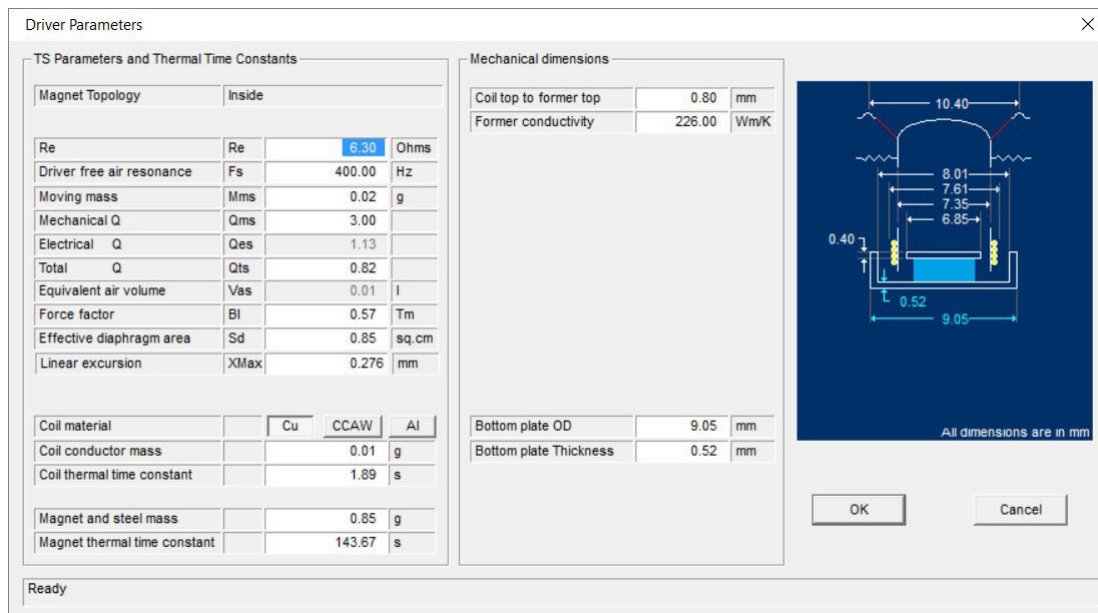 Driver Parameters
TS Parameters and Thermal Time Constants
Magnet Topology Inside
Re Re 6.30 Ohms
Driver free air resonance Fs 400.00 Hz
Moving mass Mms 0.02 g
Mechanical Q Qms 3.00
Electrical Q Qes 1.13
Total Q Qts 0.82
Equivalent air volume Vas 0.01 l
Force factor Bl 0.57 Tm
Effective diaphragm area Sd 0.85 sq.cm
Linear excursion XMax 0.276 mm
Coil material Cu CCAW Al
Coil conductor mass 0.01 g
Coil thermal time constant 1.89 s
Magnet and steel mass 0.85 g
Magnet thermal time constant 143.67 s
Mechanical dimensions
Coil top to former top 0.80 mm
Former conductivity 226.00 Wm/K
Bottom plate OD 9.05 mm
Bottom plate Thickness 0.52 mm
10.40
8.01
7.61
7.35
6.85
0.40
0.52
9.05
All dimensions are in mm
OK Cancel
Ready